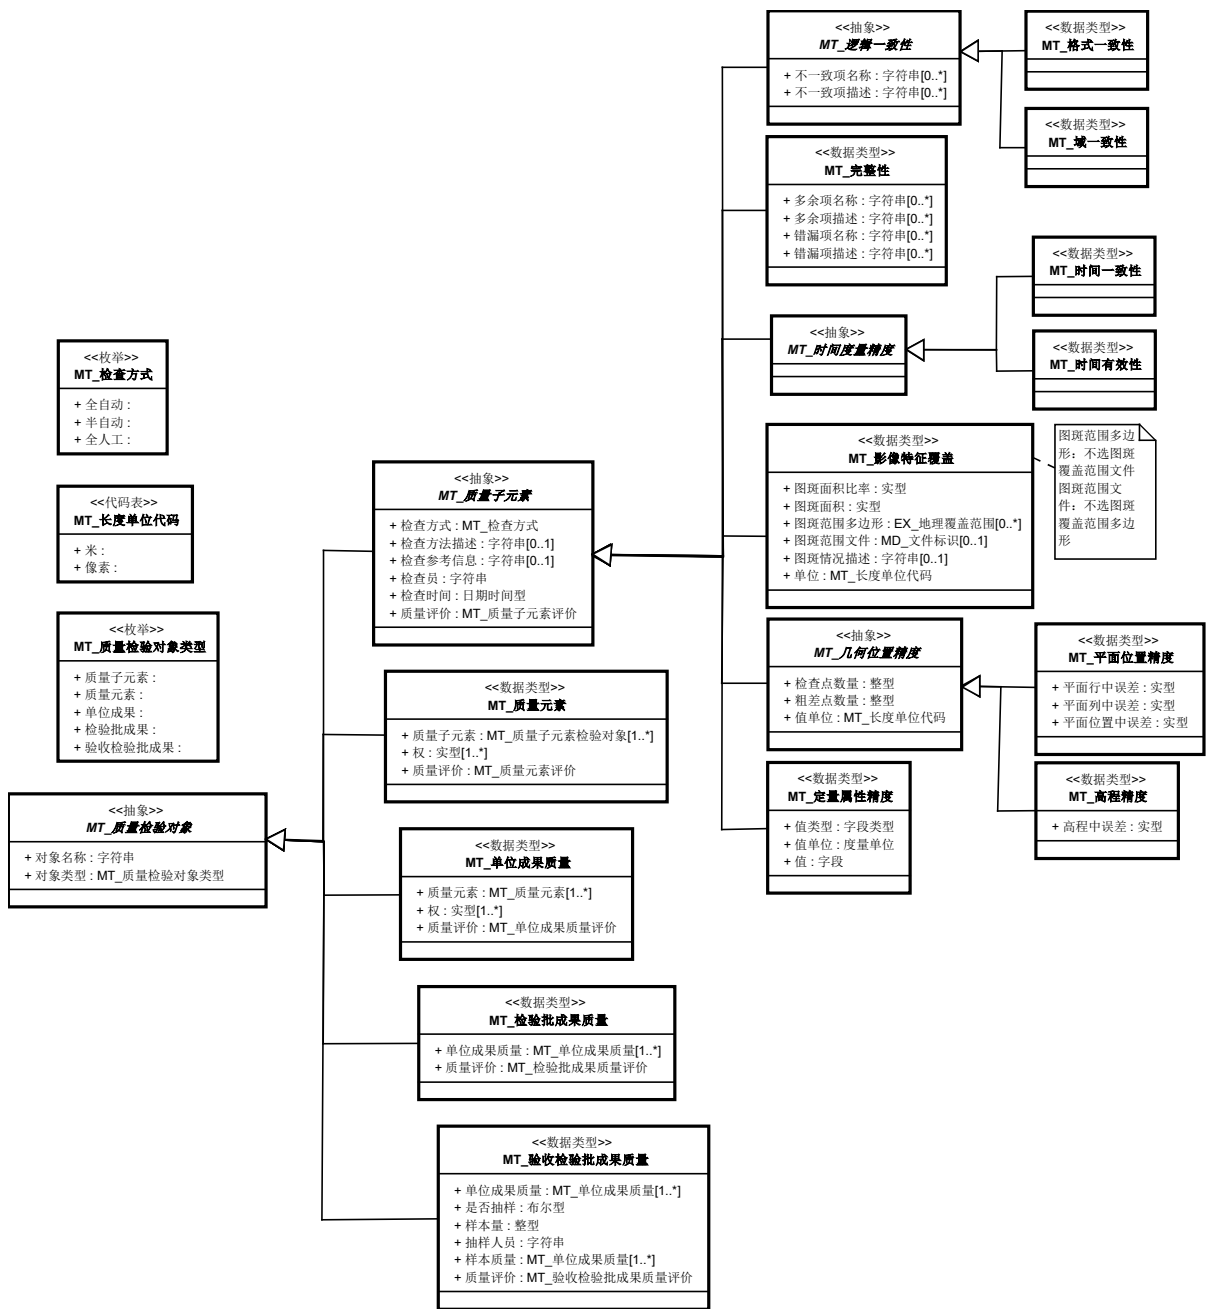 <<抽象>>
MT_逻辑一致性
+ 不一致项名称 : 字符串[0..*]
+ 不一致项描述 : 字符串[0..*]
<<数据类型>>
MT_格式一致性
<<数据类型>>
MT_域一致性
<<数据类型>>
MT_完整性
+ 多余项名称 : 字符串[0..*]
+ 多余项描述 : 字符串[0..*]
+ 错漏项名称 : 字符串[0..*]
+ 错漏项描述 : 字符串[0..*]
<<数据类型>>
MT_时间一致性
<<抽象>>
MT_时间度量精度
<<数据类型>>
MT_时间有效性
<<枚举>>
MT_检查方式
+ 全自动 :
+ 半自动 :
+ 全人工 :
<<数据类型>>
MT_影像特征覆盖
+ 图斑面积比率 : 实型
+ 图斑面积 : 实型
+ 图斑范围多边形 : EX_地理覆盖范围[0..*]
+ 图斑范围文件 : MD_文件标识[0..1]
+ 图斑情况描述 : 字符串[0..1]
+ 单位 : MT_长度单位代码
图斑范围多边
形：不选图斑
覆盖范围文件
图斑范围文
件：不选图斑
覆盖范围多边
形
<<抽象>>
MT_质量子元素
+ 检查方式 : MT_检查方式
+ 检查方法描述 : 字符串[0..1]
+ 检查参考信息 : 字符串[0..1]
+ 检查员 : 字符串
+ 检查时间 : 日期时间型
+ 质量评价 : MT_质量子元素评价
<<代码表>>
MT_长度单位代码
+ 米 :
+ 像素 :
<<枚举>>
MT_质量检验对象类型
+ 质量子元素 :
+ 质量元素 :
+ 单位成果 :
+ 检验批成果 :
+ 验收检验批成果 :
<<抽象>>
MT_几何位置精度
+ 检查点数量 : 整型
+ 粗差点数量 : 整型
+ 值单位 : MT_长度单位代码
<<数据类型>>
MT_平面位置精度
+ 平面行中误差 : 实型
+ 平面列中误差 : 实型
+ 平面位置中误差 : 实型
<<数据类型>>
MT_质量元素
+ 质量子元素 : MT_质量子元素检验对象[1..*]
+ 权 : 实型[1..*]
+ 质量评价 : MT_质量元素评价
<<数据类型>>
MT_定量属性精度
+ 值类型 : 字段类型
+ 值单位 : 度量单位
+ 值 : 字段
<<数据类型>>
MT_高程精度
+ 高程中误差 : 实型
<<抽象>>
MT_质量检验对象
+ 对象名称 : 字符串
+ 对象类型 : MT_质量检验对象类型
<<数据类型>>
MT_单位成果质量
+ 质量元素 : MT_质量元素[1..*]
+ 权 : 实型[1..*]
+ 质量评价 : MT_单位成果质量评价
<<数据类型>>
MT_检验批成果质量
+ 单位成果质量 : MT_单位成果质量[1..*]
+ 质量评价 : MT_检验批成果质量评价
<<数据类型>>
MT_验收检验批成果质量
+ 单位成果质量 : MT_单位成果质量[1..*]
+ 是否抽样 : 布尔型
+ 样本量 : 整型
+ 抽样人员 : 字符串
+ 样本质量 : MT_单位成果质量[1..*]
+ 质量评价 : MT_验收检验批成果质量评价